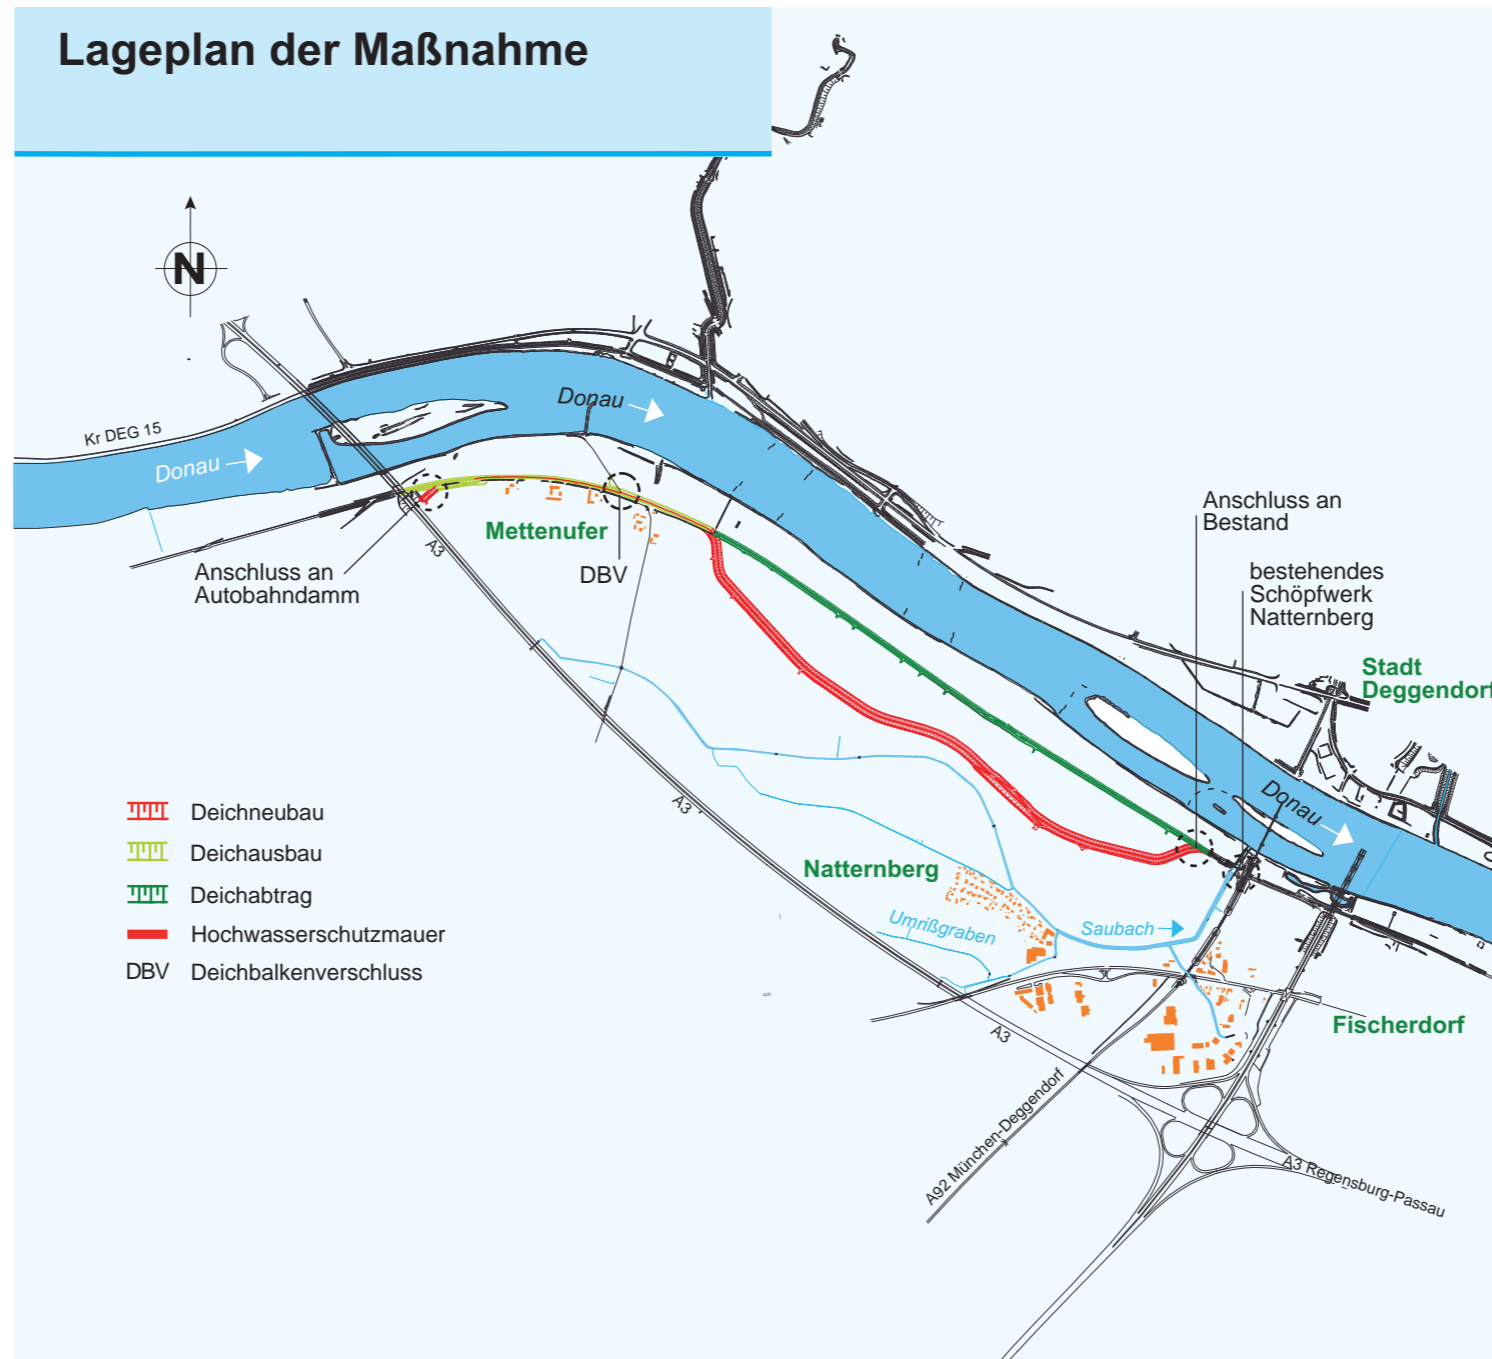 Lageplan der Maßnahme
N
Kr DEG 15
Donau
Donau
Mettenufer
A3
DBV
Anschluss an
Autobahndamm
Anschluss an
Bestand
bestehendes
Schöpfwerk
Natternberg
Stadt
Deggendorf
Donau
A3
Deichneubau
Deichausbau
Deichabtrag
Hochwasserschutzmauer
DBV Deichbalkenverschluss
Natternberg
Umrißgraben
Saubach
Fischerdorf
A3
A92 München-Deggendorf
A3 Regensburg-Passau